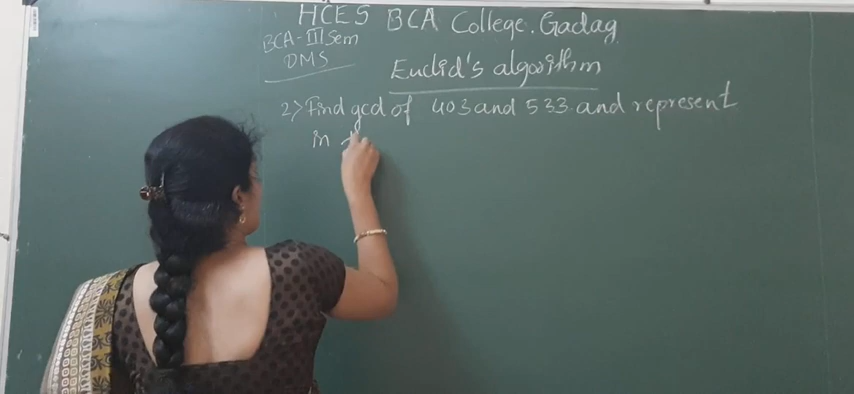 HCES BCA College. Gadag
BCA-III Sem
DMS
Euclid's algorithm
2> Find gcd of 403 and 533 and represent
in